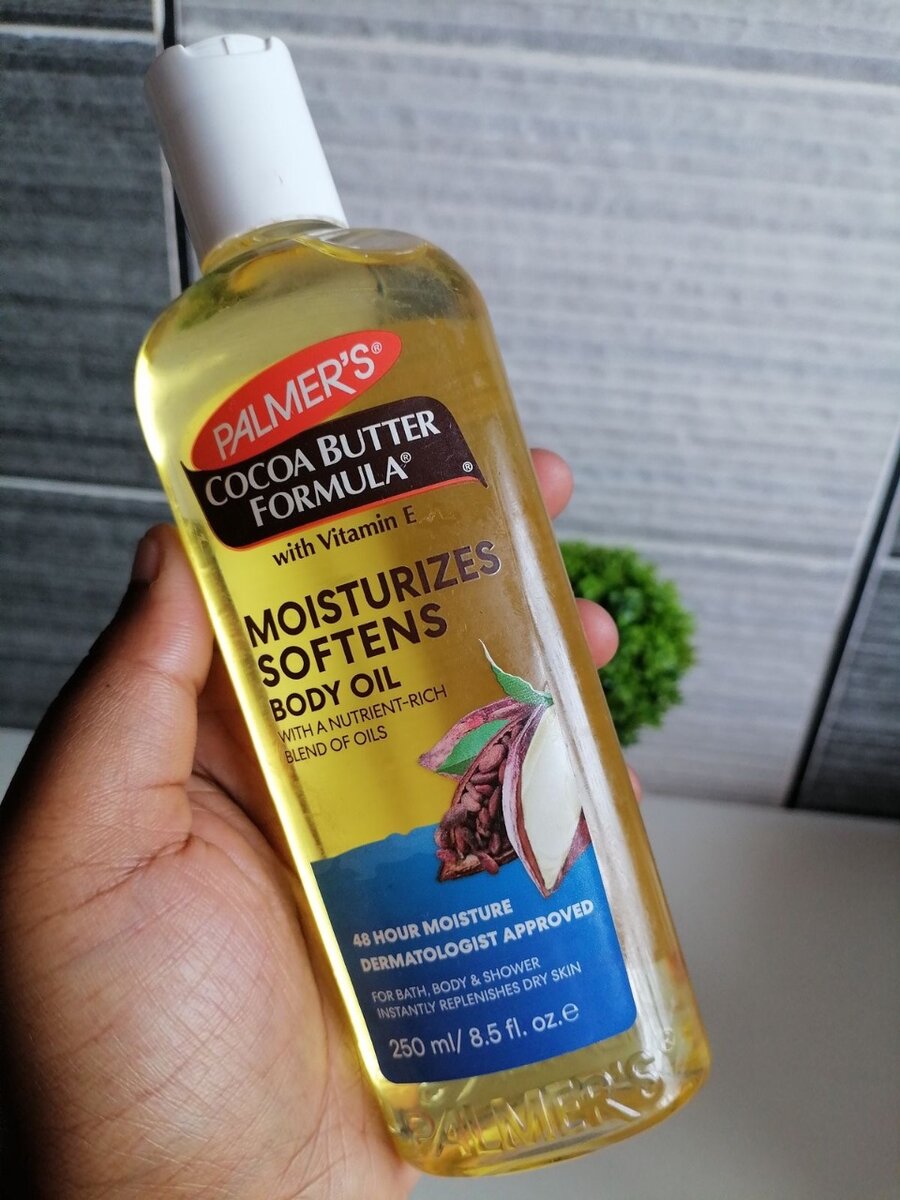 PALMER'S®
COCOA BUTTER
FORMULA®
®
with Vitamin E
MOISTURIZES
SOFTENS
BODY OIL
WITH A NUTRIENT-RICH
BLEND OF OILS
48 HOUR MOISTURE
DERMATOLOGIST APPROVED
FOR BATH, BODY & SHOWER
INSTANTLY REPLENISHES DRY SKIN
250 ml/ 8.5 fl. oz.℮
PALMER'S®